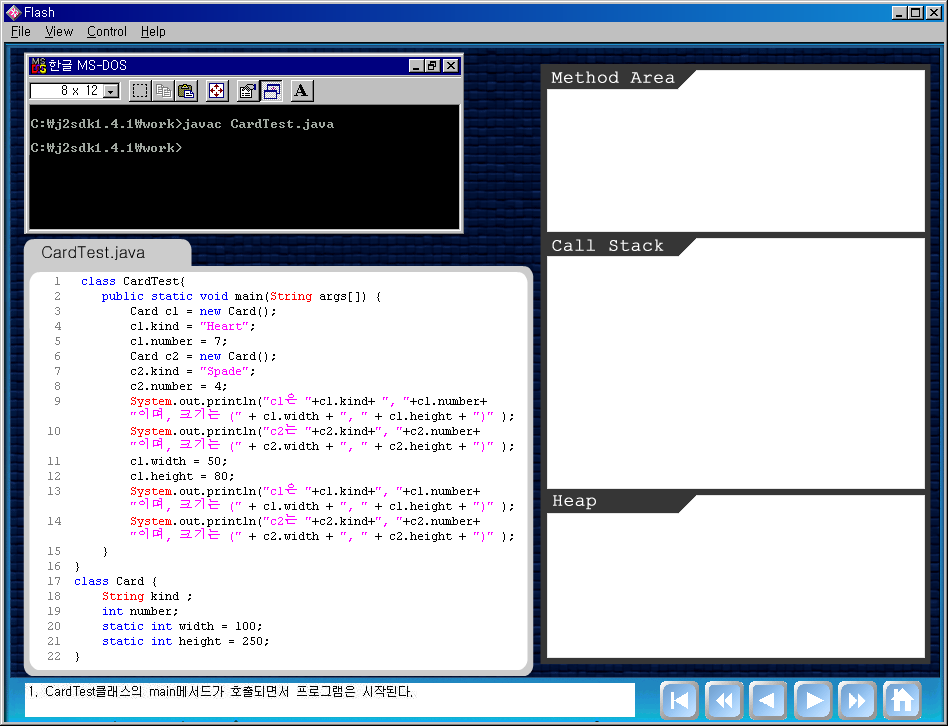 Flash
File View Control Help
한글 MS-DOS
8 x 12
A
C:₩j2sdk1.4.1₩work>javac CardTest.java
C:₩j2sdk1.4.1₩work>
CardTest.java
1 class CardTest{
2 public static void main(String args[]) {
3 Card c1 = new Card();
4 c1.kind = "Heart";
5 c1.number = 7;
6 Card c2 = new Card();
7 c2.kind = "Spade";
8 c2.number = 4;
9 System.out.println("c1은 "+c1.kind+ ", "+c1.number+
"이며, 크기는 (" + c1.width + ", " + c1.height + ")" );
10 System.out.println("c2는 "+c2.kind+", "+c2.number+
"이며, 크기는 (" + c2.width + ", " + c2.height + ")" );
11 c1.width = 50;
12 c1.height = 80;
13 System.out.println("c1은 "+c1.kind+", "+c1.number+
"이며, 크기는 (" + c1.width + ", " + c1.height + ")" );
14 System.out.println("c2는 "+c2.kind+", "+c2.number+
"이며, 크기는 (" + c2.width + ", " + c2.height + ")" );
15 }
16 }
17 class Card {
18 String kind ;
19 int number;
20 static int width = 100;
21 static int height = 250;
22 }
Method Area
Call Stack
Heap
1. CardTest클래스의 main메서드가 호출되면서 프로그램은 시작된다.